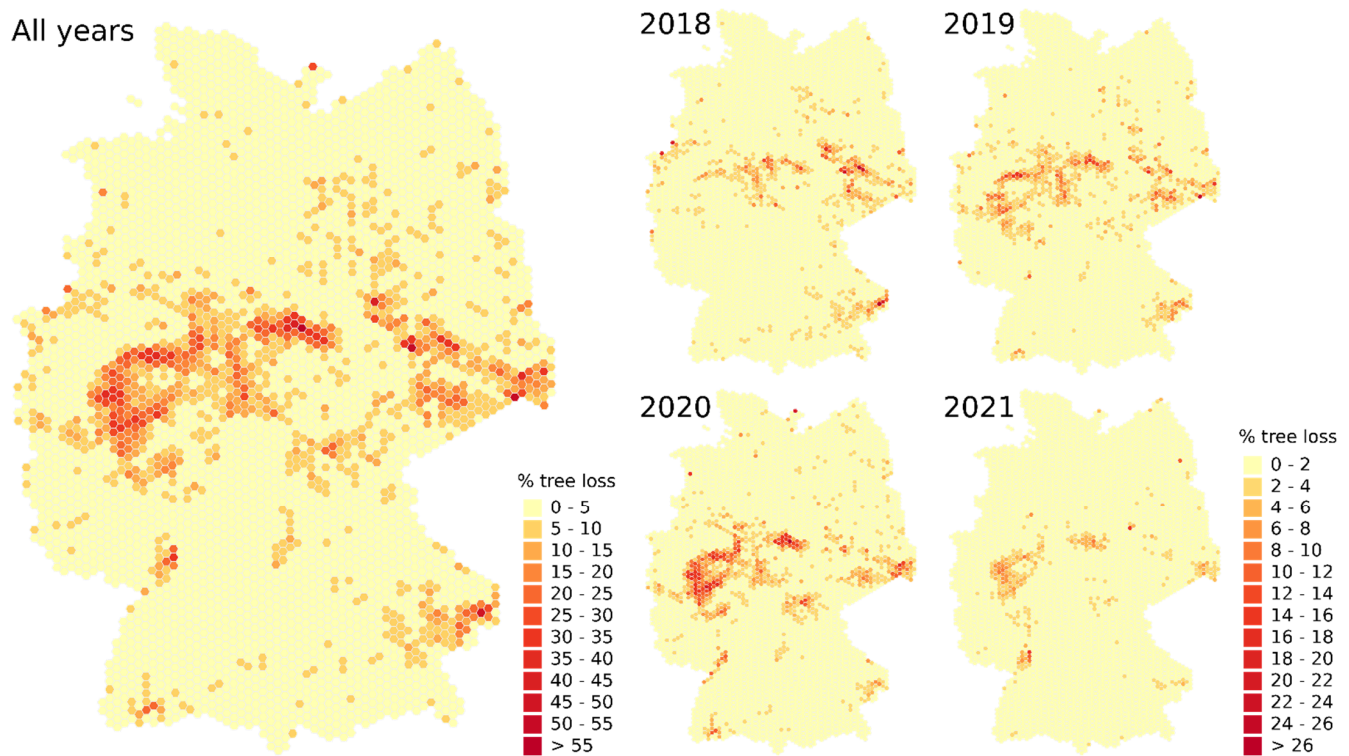 All years
2018
2019
2020
2021
% tree loss
0 - 5
5 - 10
10 - 15
15 - 20
20 - 25
25 - 30
30 - 35
35 - 40
40 - 45
45 - 50
50 - 55
> 55
% tree loss
0 - 2
2 - 4
4 - 6
6 - 8
8 - 10
10 - 12
12 - 14
14 - 16
16 - 18
18 - 20
20 - 22
22 - 24
24 - 26
> 26